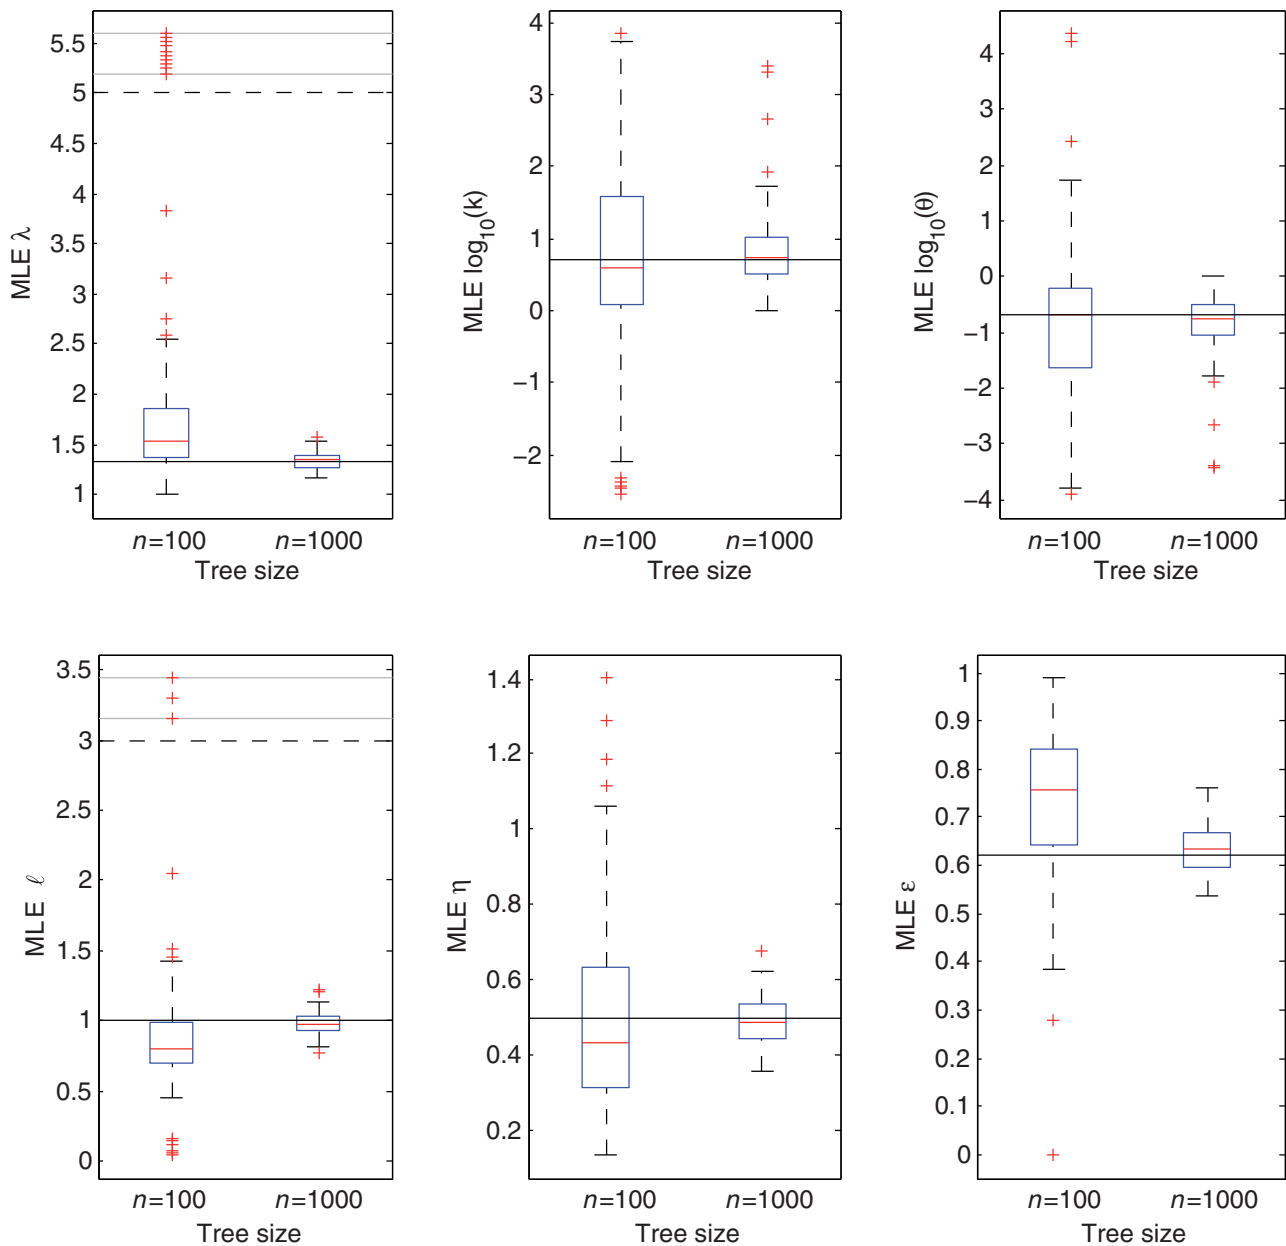 MLE λ
5.5
5
4.5
4
3.5
3
2.5
2
1.5
1
n=100 n=1000
Tree size
MLE log10(k)
4
3
2
1
0
−1
−2
n=100 n=1000
Tree size
MLE log10(θ)
4
3
2
1
0
−1
−2
−3
−4
n=100 n=1000
Tree size
MLE ℓ
3.5
3
2.5
2
1.5
1
0.5
0
n=100 n=1000
Tree size
MLE η
1.4
1.2
1
0.8
0.6
0.4
0.2
n=100 n=1000
Tree size
MLE ε
1
0.9
0.8
0.7
0.6
0.5
0.4
0.3
0.2
0.1
0
n=100 n=1000
Tree size